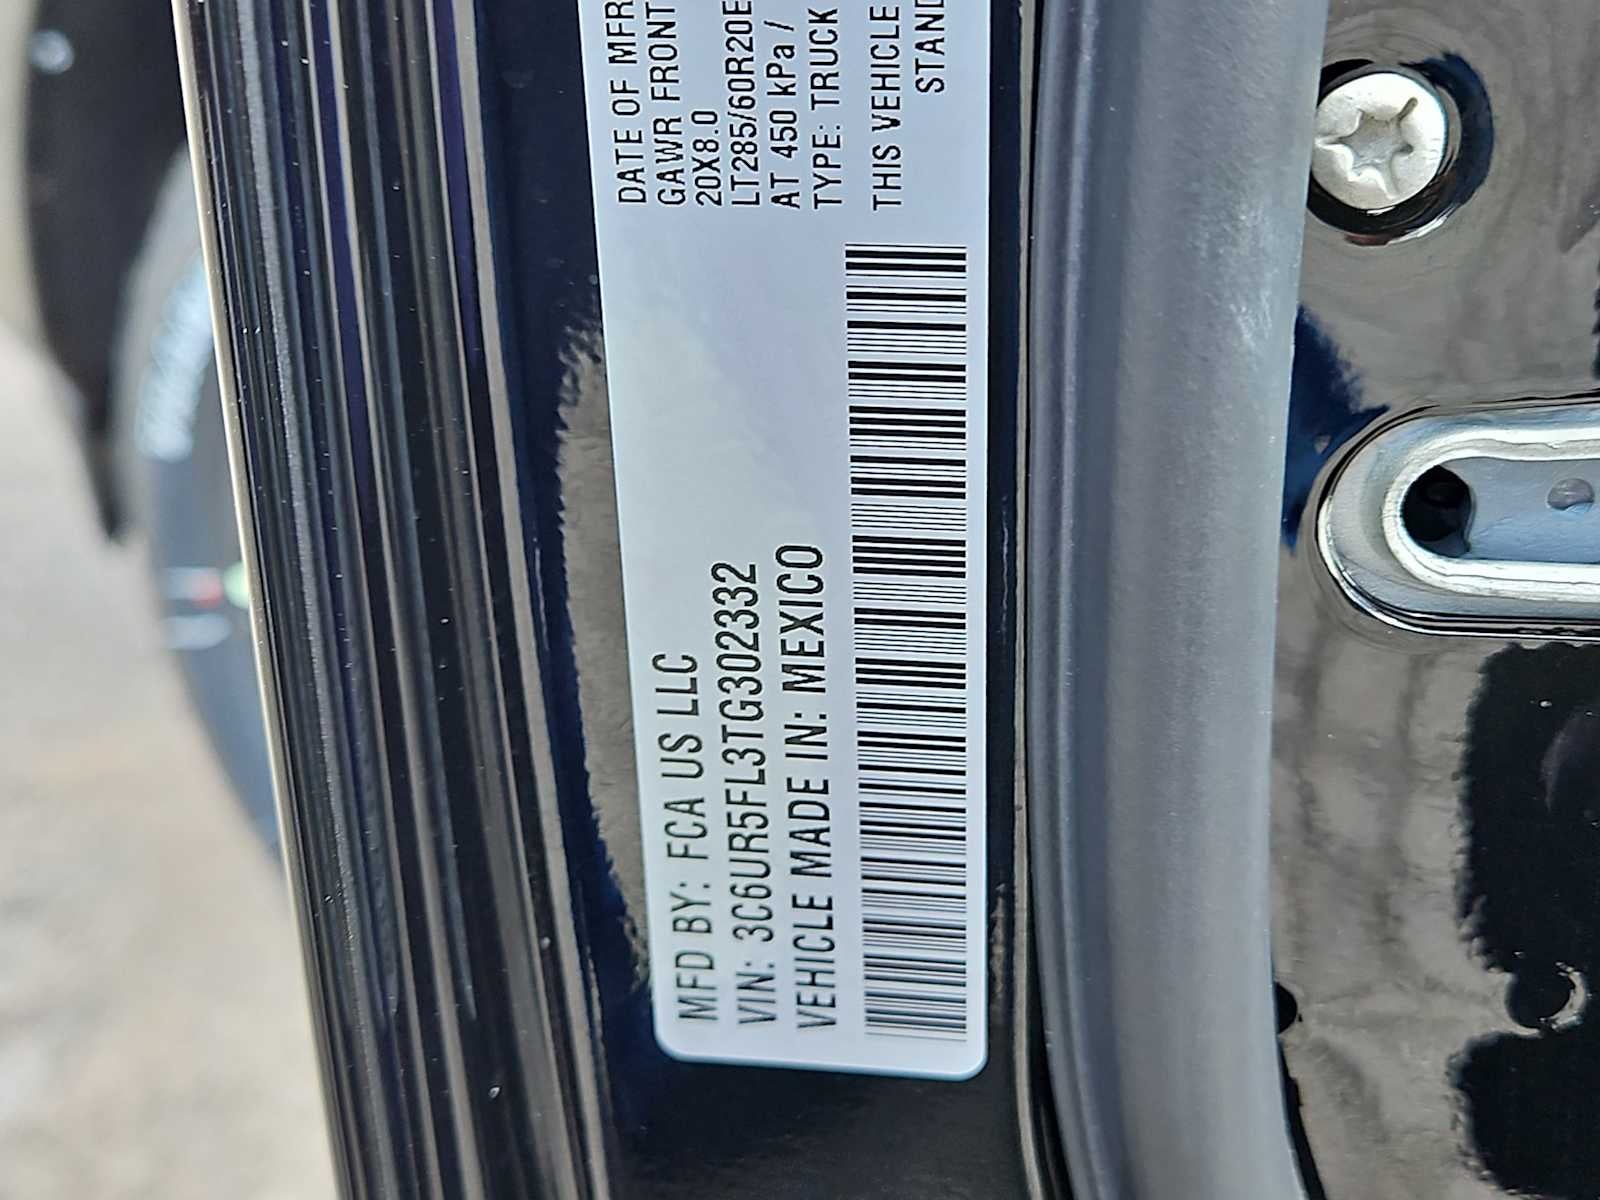 MFD BY: FCA US LLC
VIN: 3C6UR5FL3TG302332
VEHICLE MADE IN: MEXICO
DATE OF MFR
GAWR FRONT
20X8.0
LT285/60R20E
AT 450 kPa /
TYPE: TRUCK
THIS VEHICLE
STAND